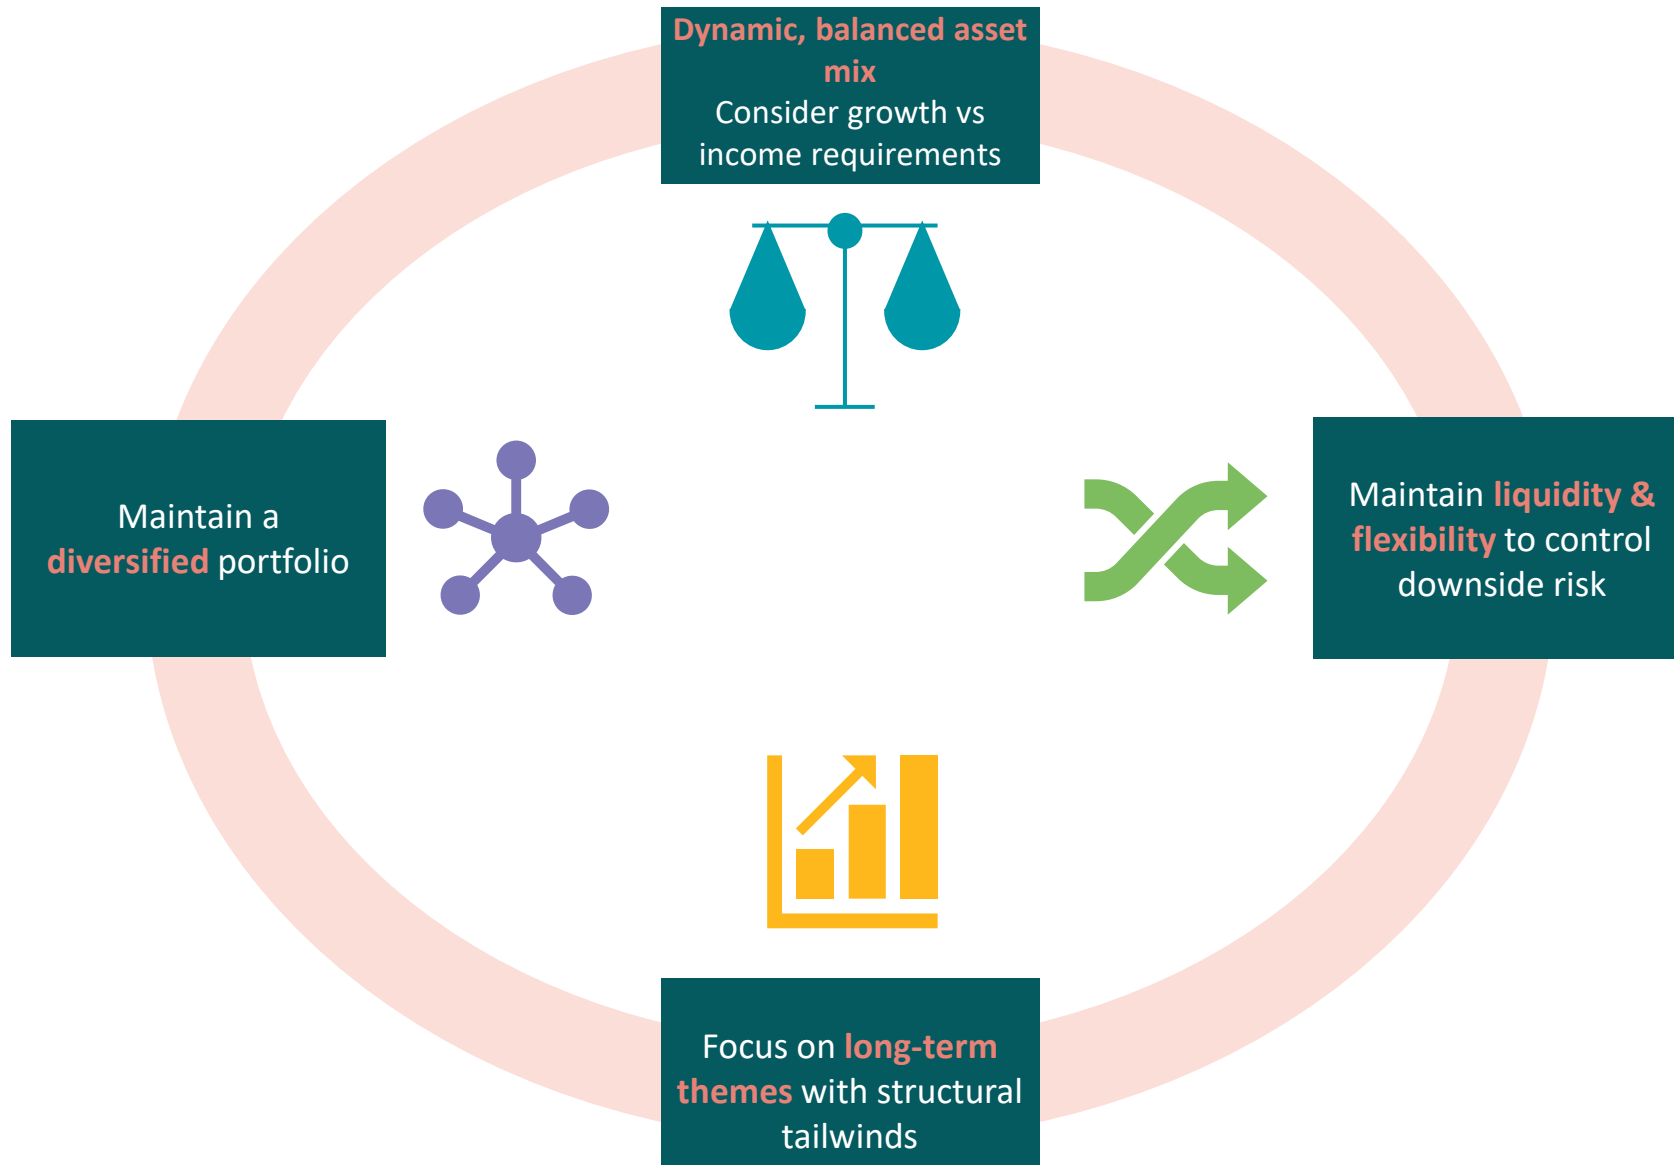 Dynamic, balanced asset
mix
Consider growth vs
income requirements
Maintain a
diversified portfolio
Maintain liquidity &
flexibility to control
downside risk
Focus on long-term
themes with structural
tailwinds